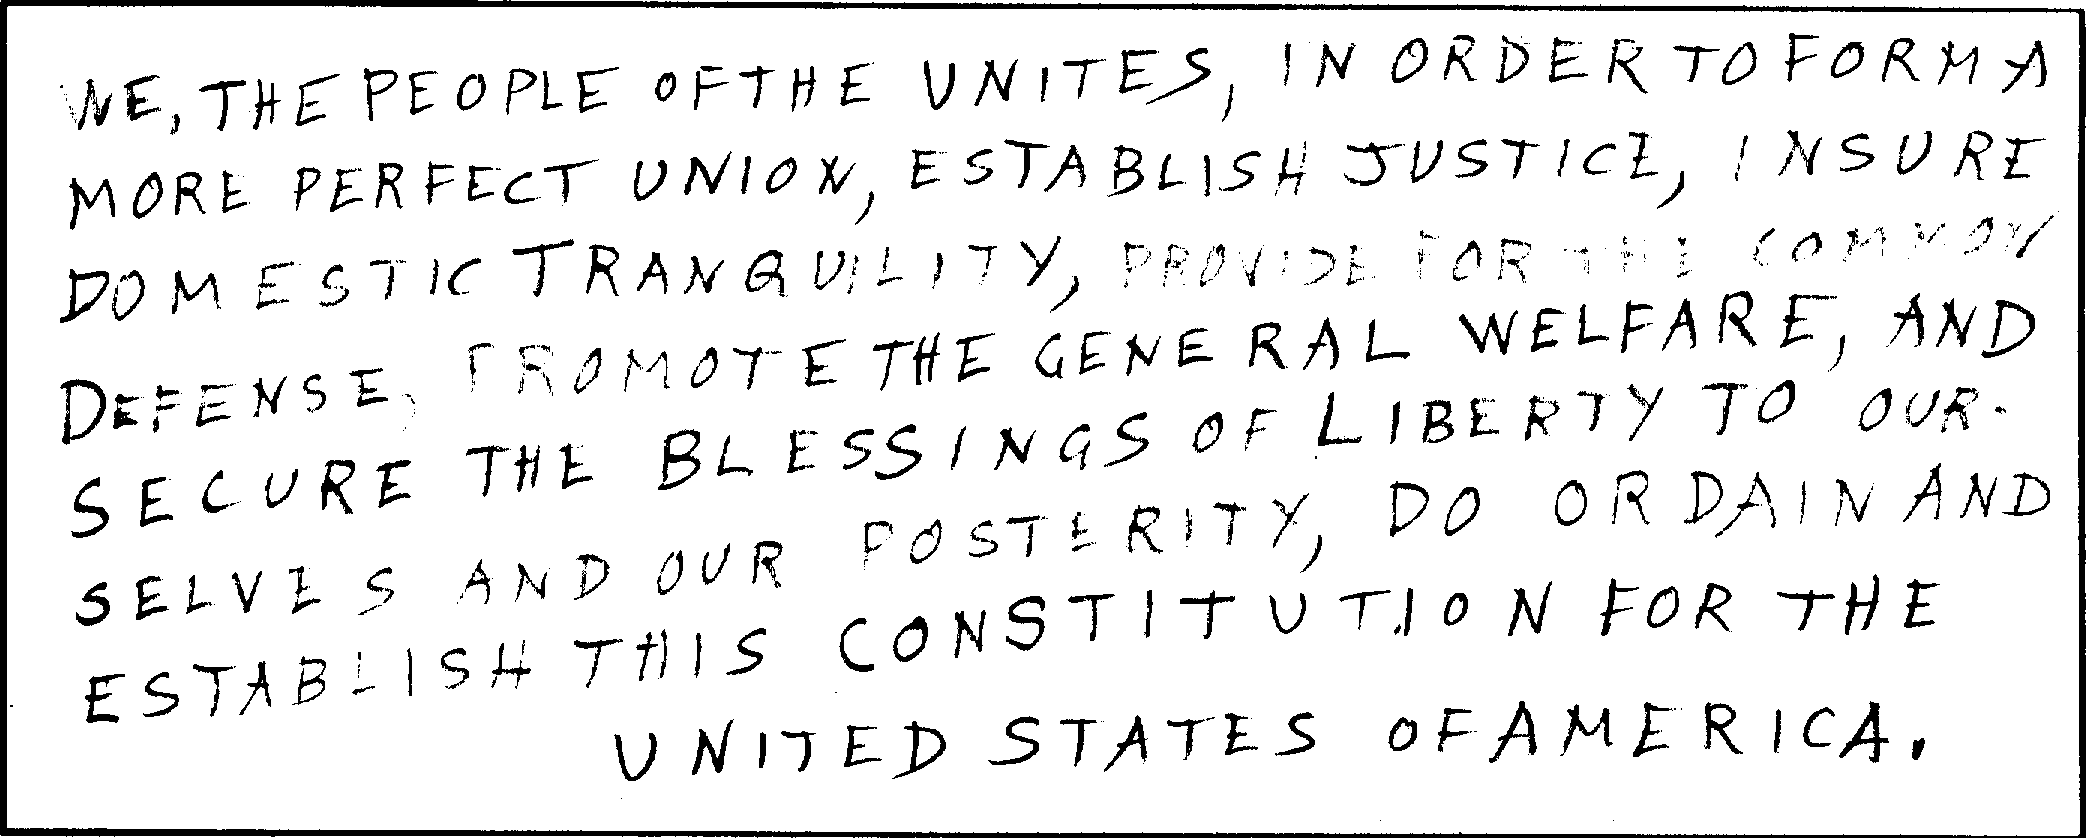 WE, THE PEOPLE OF THE UNITES, IN ORDER TO FORM A
MORE PERFECT UNION, ESTABLISH JUSTICE, INSURE
DOMESTIC TRANQUILITY, PROVIDE FOR THE COMMON
DEFENSE, PROMOTE THE GENERAL WELFARE, AND
SECURE THE BLESSINGS OF LIBERTY TO OUR-
SELVES AND OUR POSTERITY, DO ORDAIN AND
ESTABLISH THIS CONSTITUTION FOR THE
UNITED STATES OF AMERICA.